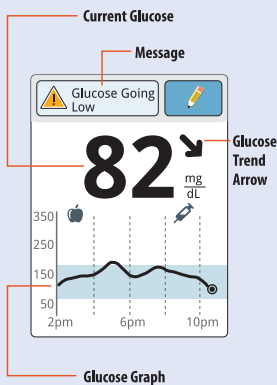 Current Glucose
Message
Glucose Going
Low
82
mg
dL
Glucose
Trend
Arrow
350
250
150
50
2pm 6pm 10pm
Glucose Graph